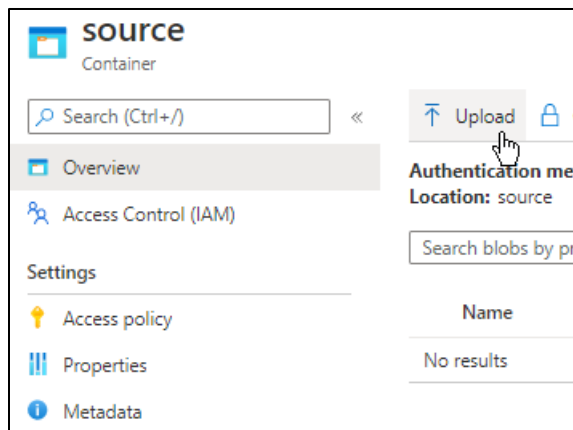 source
Container
Search (Ctrl+/)
«
Overview
Access Control (IAM)
Settings
Access policy
Properties
Metadata
Upload
Authentication me
Location: source
Search blobs by pr
Name
No results